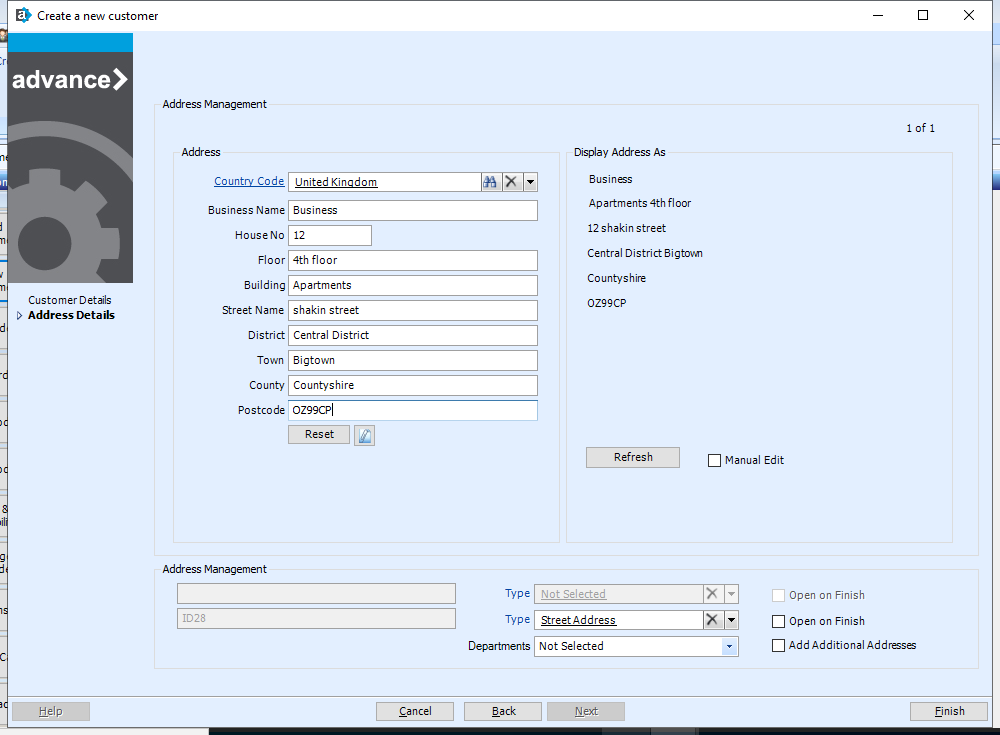 Create a new customer
advance
Customer Details
Address Details
Address Management
1 of 1
Address
Country Code United Kingdom
Business Name Business
House No 12
Floor 4th floor
Building Apartments
Street Name shakin street
District Central District
Town Bigtown
County Countyshire
Postcode OZ99CP
Reset
Display Address As
Business
Apartments 4th floor
12 shakin street
Central District Bigtown
Countyshire
OZ99CP
Refresh Manual Edit
Address Management
Type Not Selected Open on Finish
ID28 Type Street Address Open on Finish
Departments Not Selected Add Additional Addresses
Help Cancel Back Next Finish